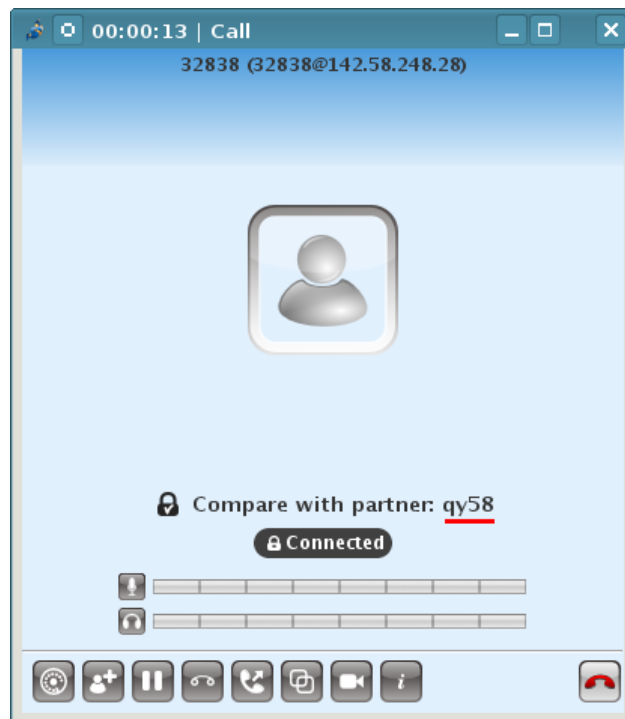 00:00:13 | Call
32838 (32838@142.58.248.28)
Compare with partner: qy58
Connected
i